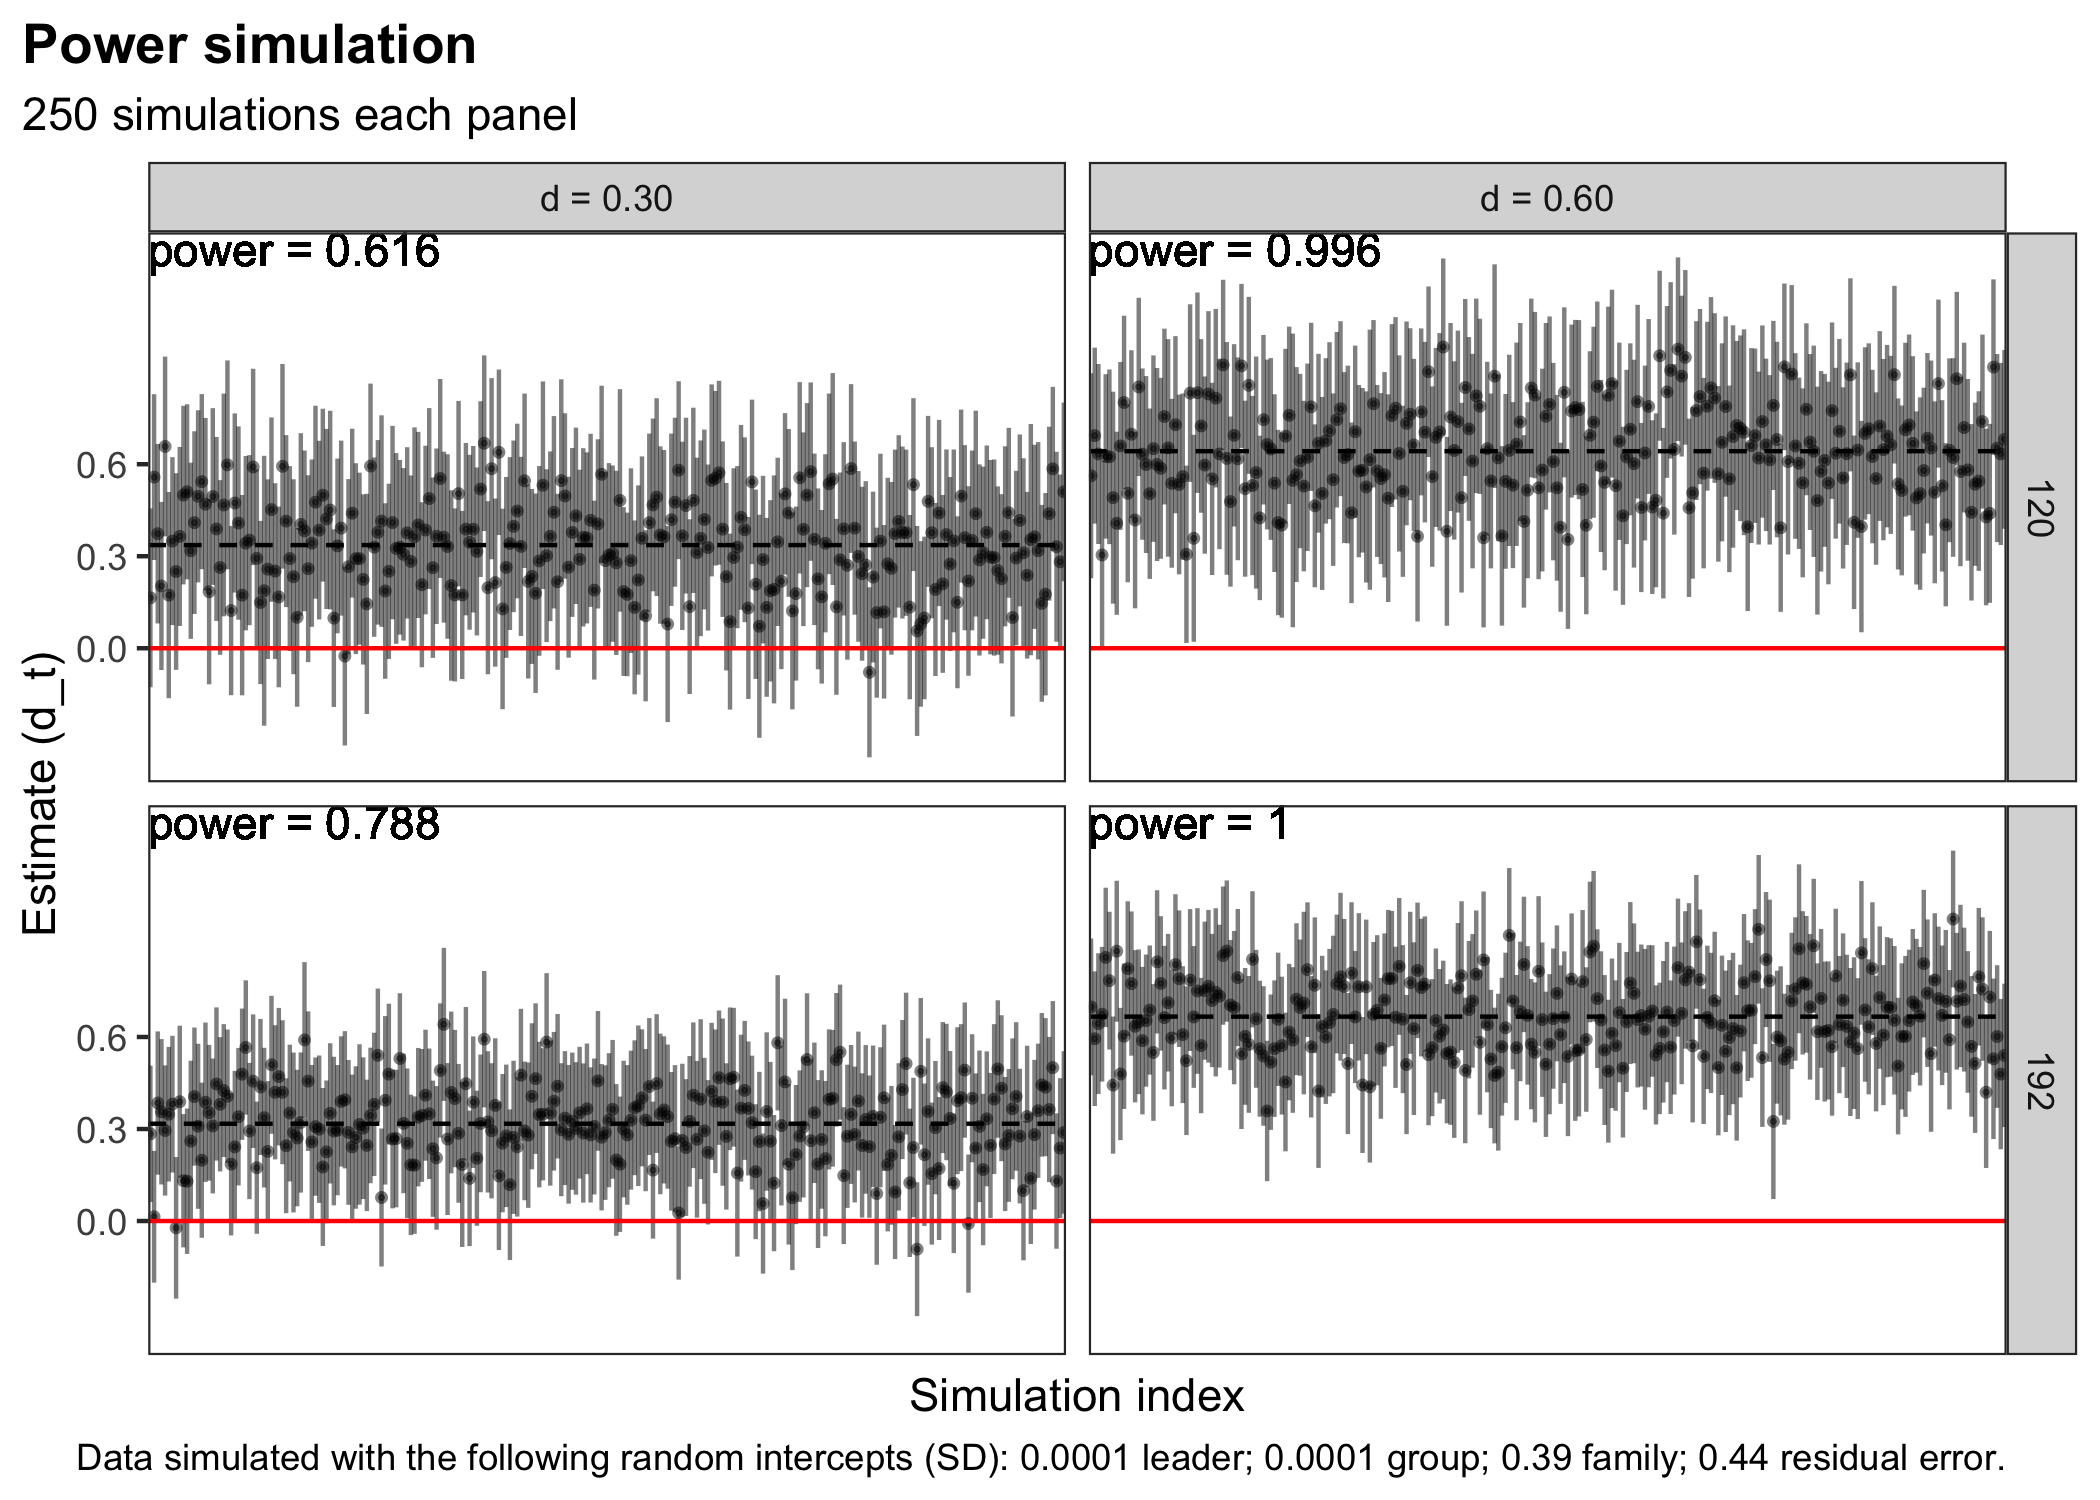 Power simulation
250 simulations each panel
d = 0.30
d = 0.60
power = 0.616
power = 0.996
0.6
0.3
0.0
120
Estimate (d_t)
power = 0.788
power = 1
0.6
0.3
0.0
192
Simulation index
Data simulated with the following random intercepts (SD): 0.0001 leader; 0.0001 group; 0.39 family; 0.44 residual error.